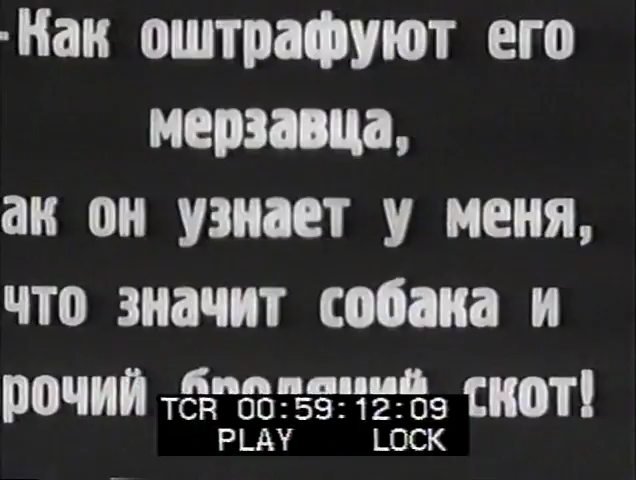 -Как оштрафуют его
мерзавца,
ак он узнает у меня,
что значит собака и
рочий бродячий скот!
TCR 00:59:12:09
PLAY LOCK